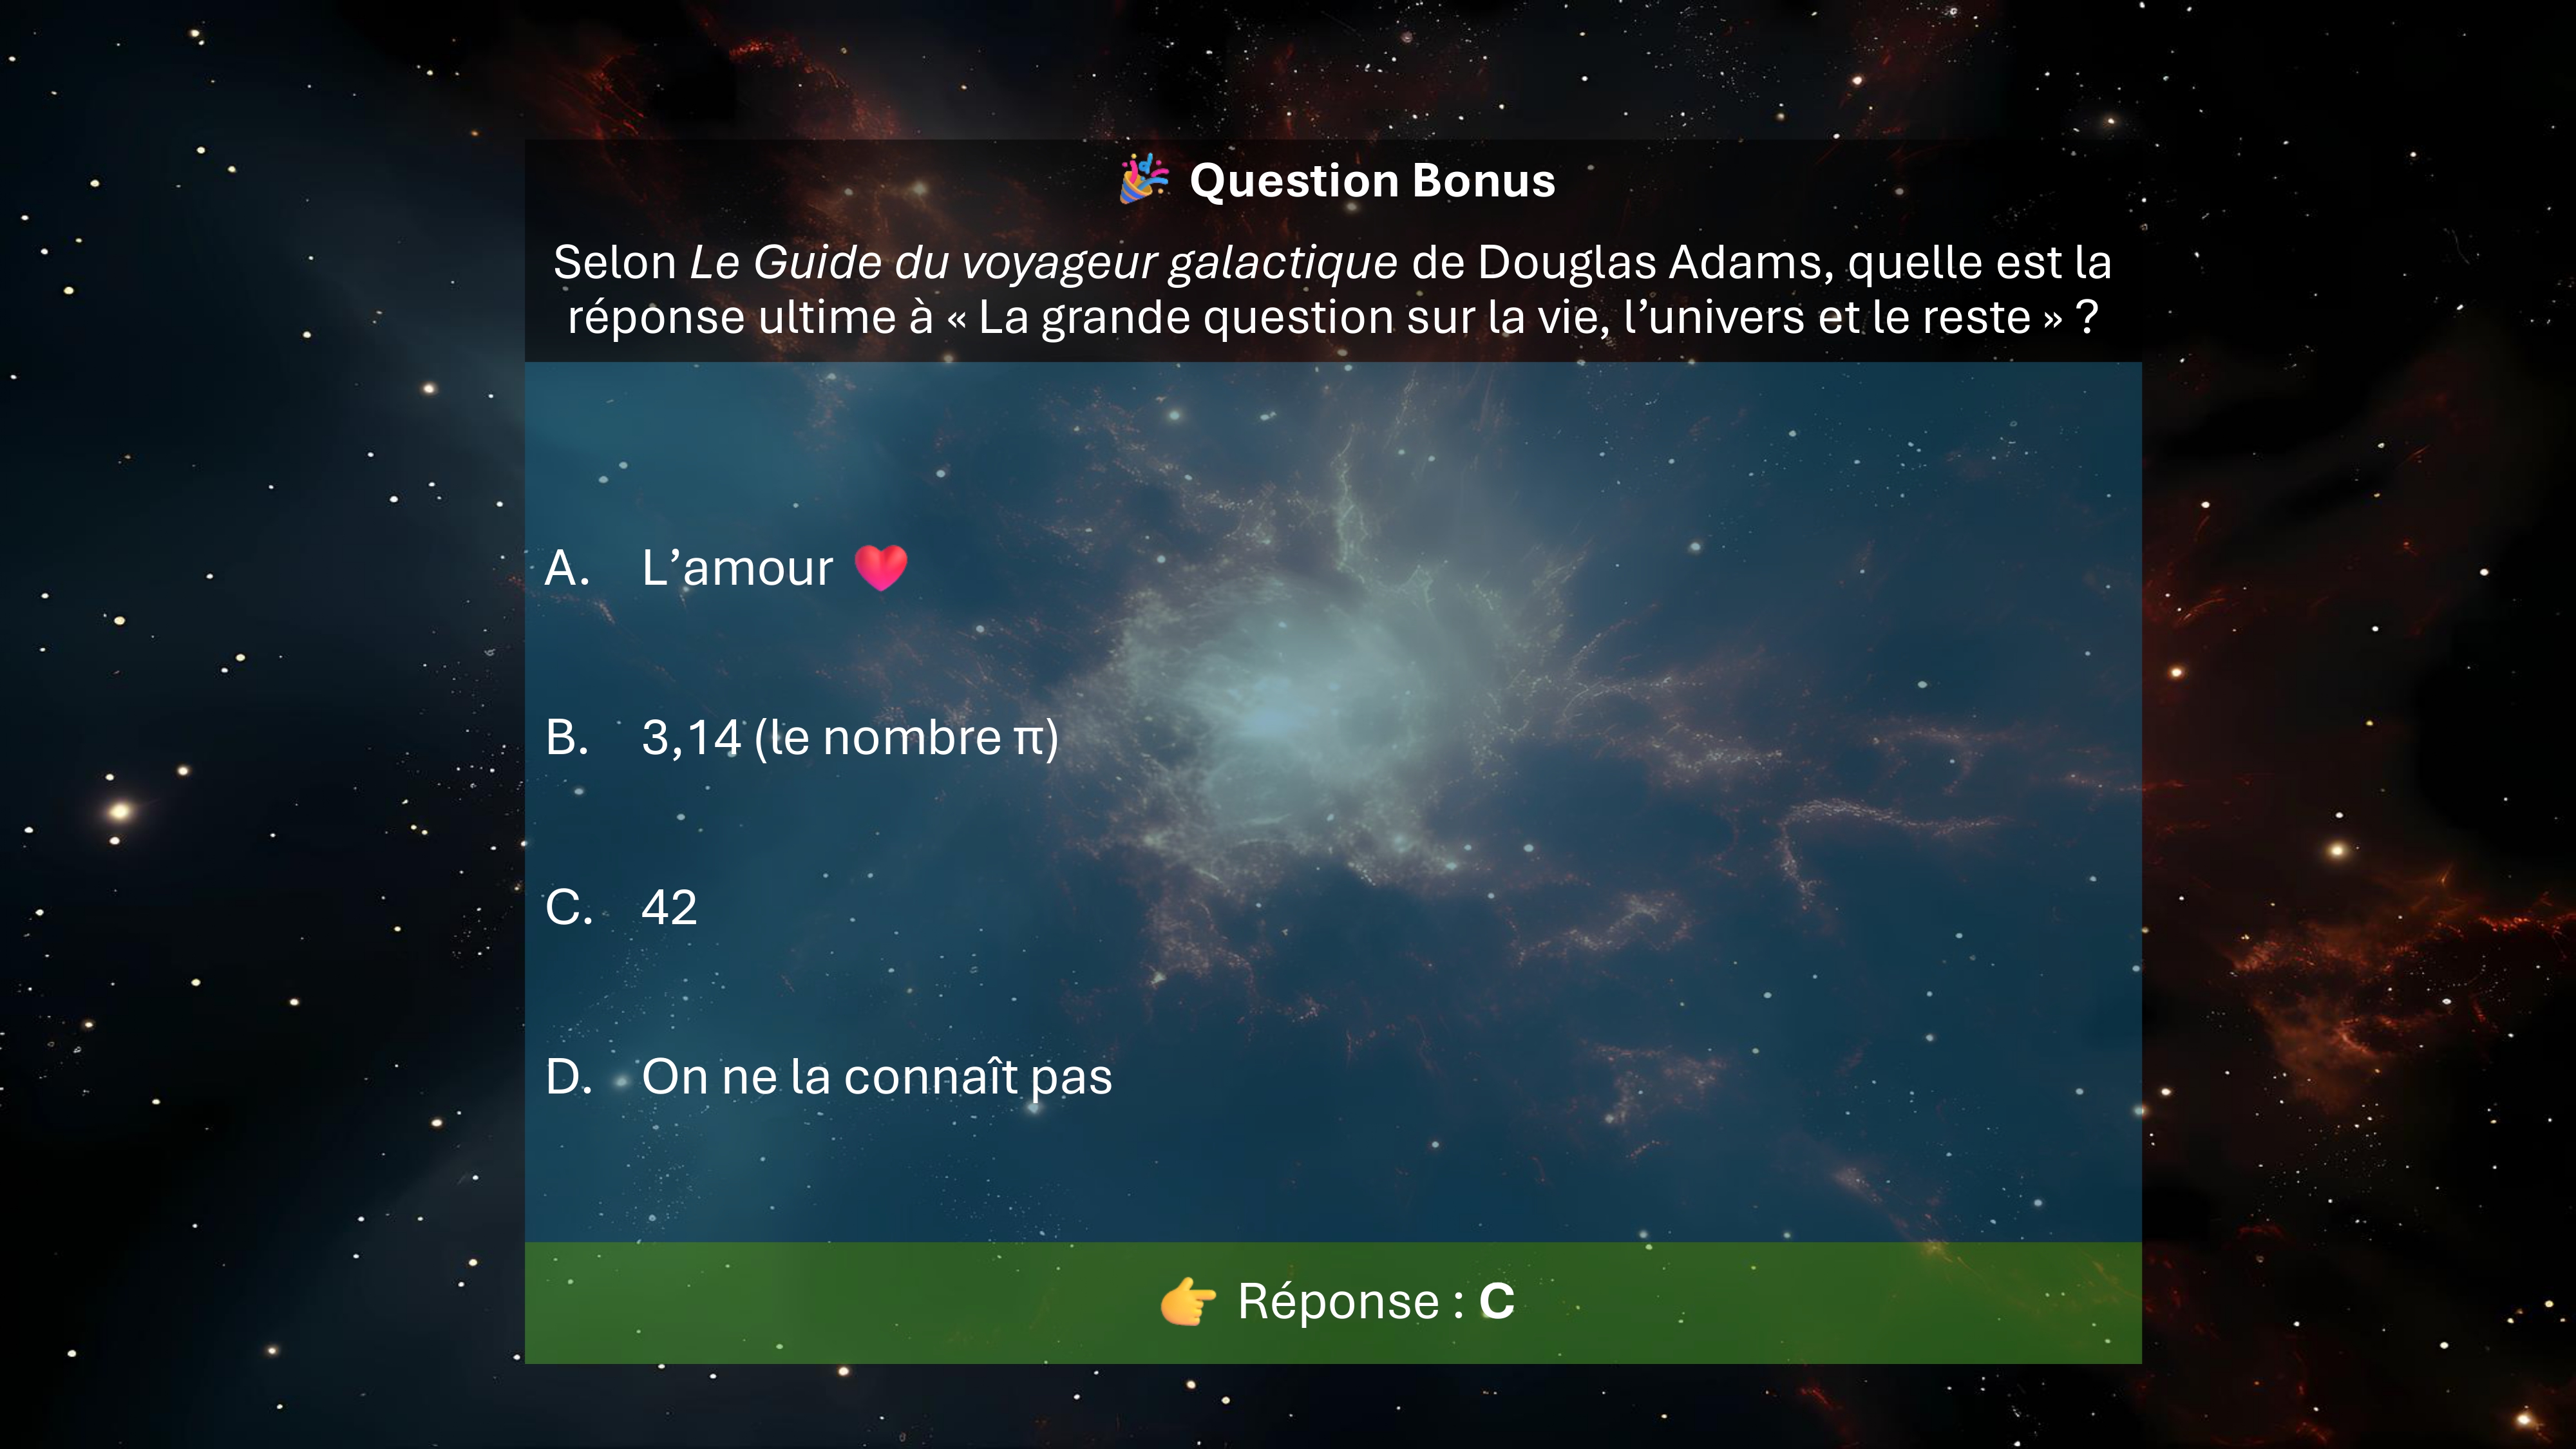 🎉 Question Bonus
Selon Le Guide du voyageur galactique de Douglas Adams, quelle est la
réponse ultime à « La grande question sur la vie, l’univers et le reste » ?
A. L’amour ❤️
B. 3,14 (le nombre π)
C. 42
D. On ne la connaît pas
👉 Réponse : C